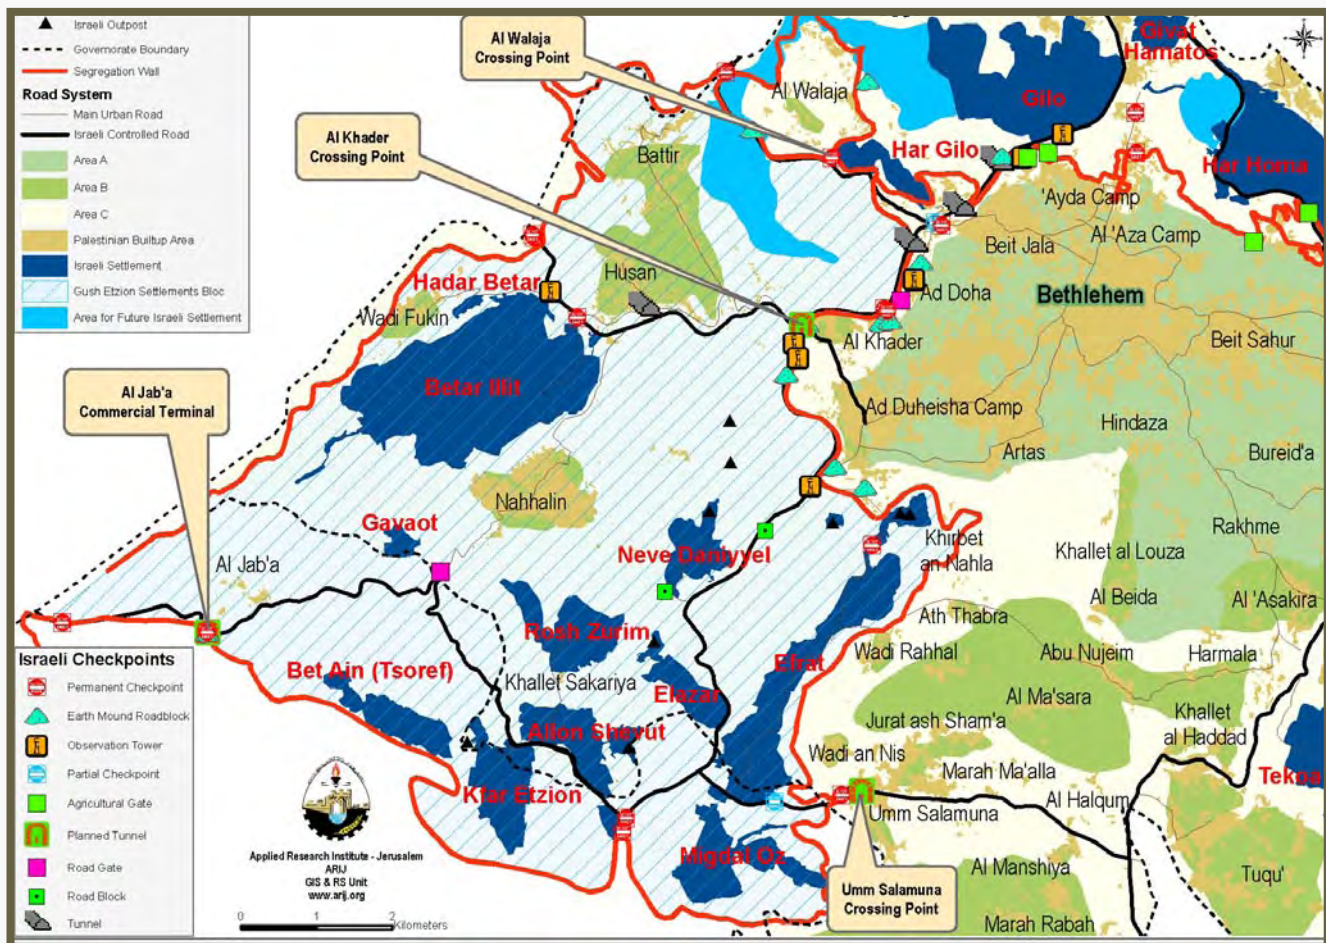 Israeli Outpost
Governorate Boundary
Segregation Wall
Road System
Main Urban Road
Israeli Controlled Road
Area A
Area B
Area C
Palestinian Builtup Area
Israeli Settlement
Gush Etzion Settlements Bloc
Area for Future Israeli Settlement
Al Walaja
Crossing Point
Al Khader
Crossing Point
Al Jab'a
Commercial Terminal
Umm Salamuna
Crossing Point
Givat
Hamatos
Gilo
Al Walaja
Har Gilo
Har Homa
Battir
'Ayda Camp
Al 'Aza Camp
Beit Jala
Husan
Hadar Betar
Ad Doha
Bethlehem
Wadi Fukin
Al Khader
Beit Sahur
Betar Illit
Ad Duheisha Camp
Hindaza
Artas
Bureid'a
Nahhalin
Gavaot
Rakhme
Neve Daniyyel
Khirbet
an Nahla
Khallet al Louza
Al Jab'a
Al Beida
Al 'Asakira
Ath Thabra
Rosh Zurim
Wadi Rahhal
Abu Nujeim
Harmala
Bet Ain (Tsoref)
Efrat
Khallet Sakariya
Elazar
Al Ma'sara
Jurat ash Sham'a
Khallet
al Haddad
Allon Shevut
Wadi an Nis
Marah Ma'alla
Tekoa
Kfar Etzion
Al Halqum
Umm Salamuna
Migdal Oz
Al Manshiya
Tuqu'
Marah Rabah
Israeli Checkpoints
Permanent Checkpoint
Earth Mound Roadblock
Observation Tower
Partial Checkpoint
Agricultural Gate
Planned Tunnel
Road Gate
Road Block
Tunnel
Applied Research Institute - Jerusalem
ARIJ
GIS & RS Unit
www.arij.org
0 1 2
Kilometers